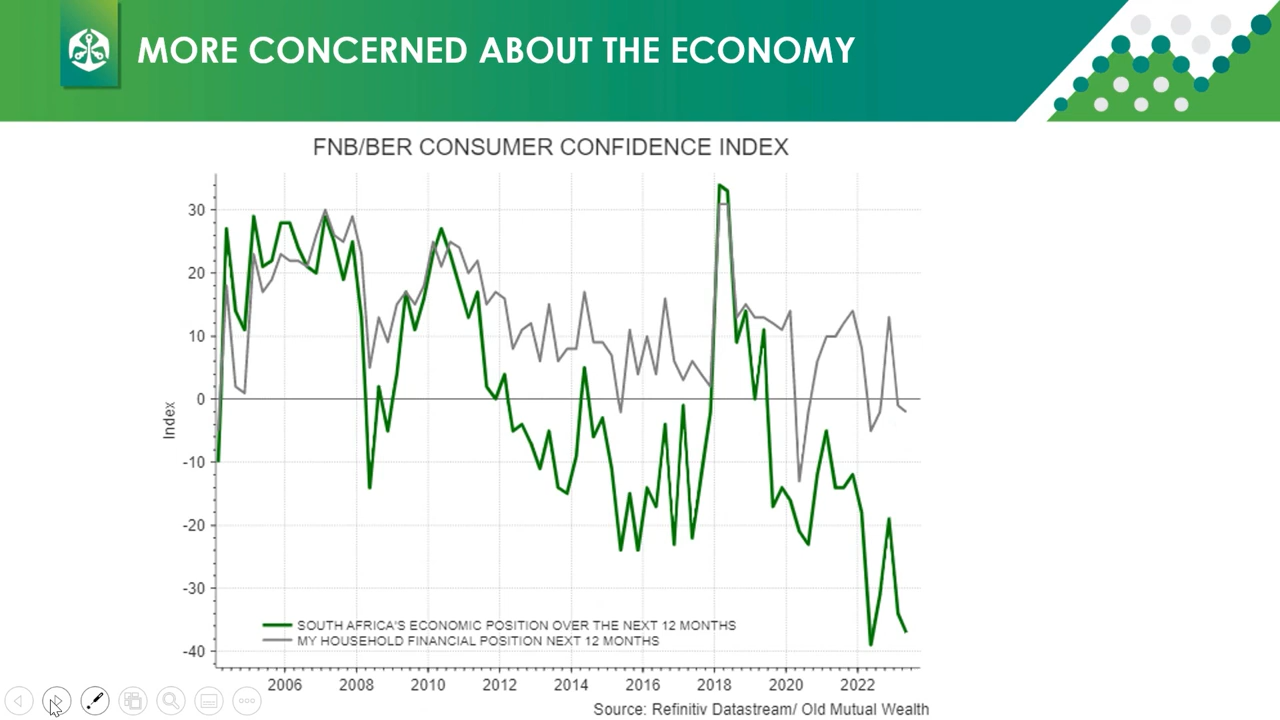 MORE CONCERNED ABOUT THE ECONOMY
FNB/BER CONSUMER CONFIDENCE INDEX
30
20
10
0
-10
-20
-30
-40
Index
SOUTH AFRICA'S ECONOMIC POSITION OVER THE NEXT 12 MONTHS
MY HOUSEHOLD FINANCIAL POSITION NEXT 12 MONTHS
2006 2008 2010 2012 2014 2016 2018 2020 2022
Source: Refinitiv Datastream/ Old Mutual Wealth